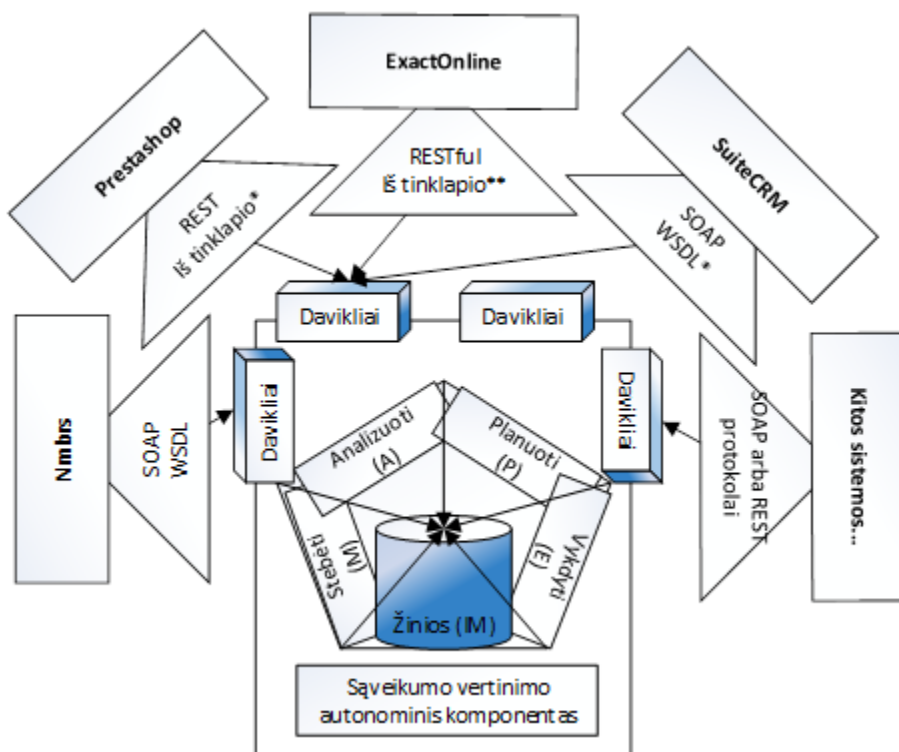 ExactOnline
RESTful
Iš tinklapio**
Prestashop
REST
Iš tinklapio*
SuiteCRM
SOAP
WSDL*
Davikliai
Davikliai
Nmbrs
SOAP
WSDL
Davikliai
Davikliai
SOAP arba REST
protokolai
Kitos sistemos...
Analizuoti
(A)
Planuoti
(P)
Stebėti
(M)
Vykdyti
(E)
Žinios (IM)
Sąveikumo vertinimo
autonominis komponentas